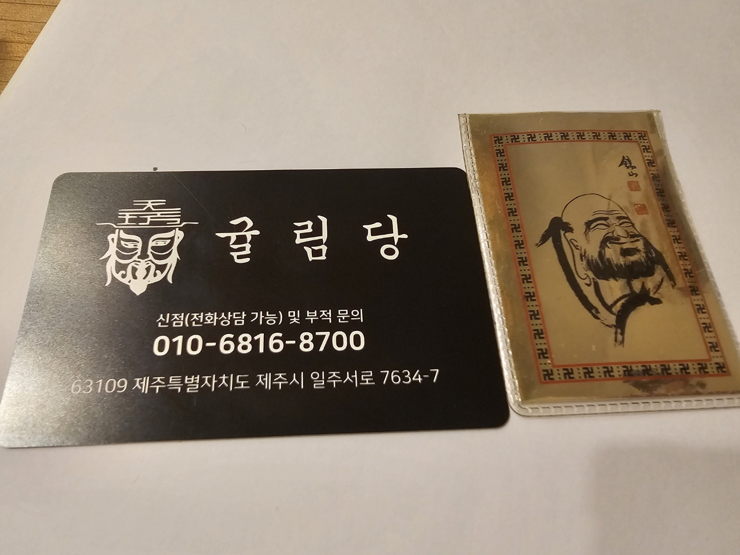 귤림당
신점(전화상담 가능) 및 부적 문의
010-6816-8700
63109 제주특별자치도 제주시 일주서로 7634-7